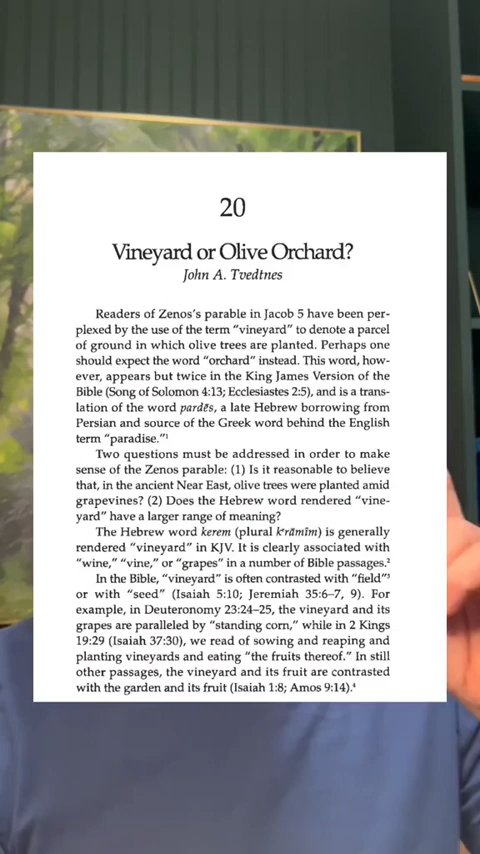 20
Vineyard or Olive Orchard?
John A. Tvedtnes
Readers of Zenos's parable in Jacob 5 have been per-
plexed by the use of the term "vineyard" to denote a parcel
of ground in which olive trees are planted. Perhaps one
should expect the word "orchard" instead. This word, how-
ever, appears but twice in the King James Version of the
Bible (Song of Solomon 4:13; Ecclesiastes 2:5), and is a trans-
lation of the word pardēs, a late Hebrew borrowing from
Persian and source of the Greek word behind the English
term "paradise."¹
Two questions must be addressed in order to make
sense of the Zenos parable: (1) Is it reasonable to believe
that, in the ancient Near East, olive trees were planted amid
grapevines? (2) Does the Hebrew word rendered "vine-
yard" have a larger range of meaning?
The Hebrew word kerem (plural kᵉrāmîm) is generally
rendered "vineyard" in KJV. It is clearly associated with
"wine," "vine," or "grapes" in a number of Bible passages.²
In the Bible, "vineyard" is often contrasted with "field"³
or with "seed" (Isaiah 5:10; Jeremiah 35:6–7, 9). For
example, in Deuteronomy 23:24–25, the vineyard and its
grapes are paralleled by "standing corn," while in 2 Kings
19:29 (Isaiah 37:30), we read of sowing and reaping and
planting vineyards and eating "the fruits thereof." In still
other passages, the vineyard and its fruit are contrasted
with the garden and its fruit (Isaiah 1:8; Amos 9:14).⁴